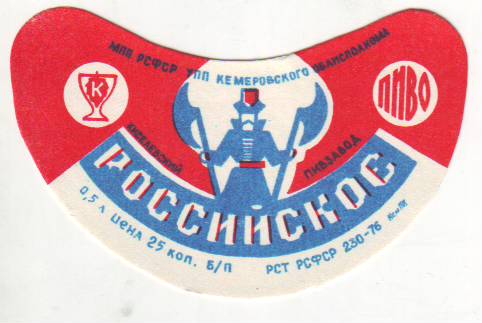 МПП РСФСР УПП КЕМЕРОВСКОГО ОБЛИСПОЛКОМА
К
ПИВО
КИСЕЛЕВСКИЙ ПИВЗАВОД
РОССИЙСКОЕ
0,5 Л ЦЕНА 25 КОП. Б/П РСТ РСФСР 230-76